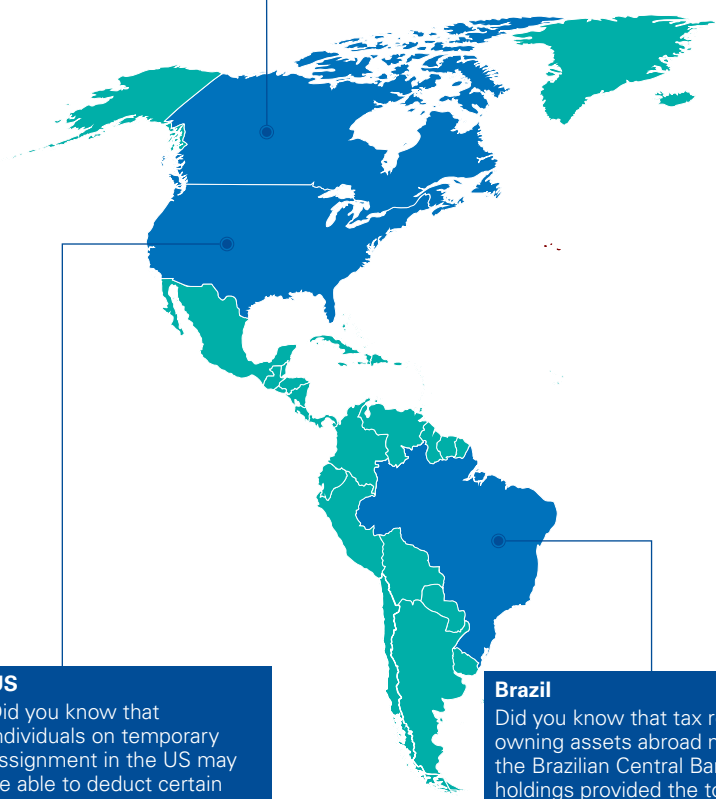 US
Did you know that
individuals on temporary
assignment in the US may
be able to deduct certain
Brazil
Did you know that tax
owning assets abroad
the Brazilian Central
holdings provided the